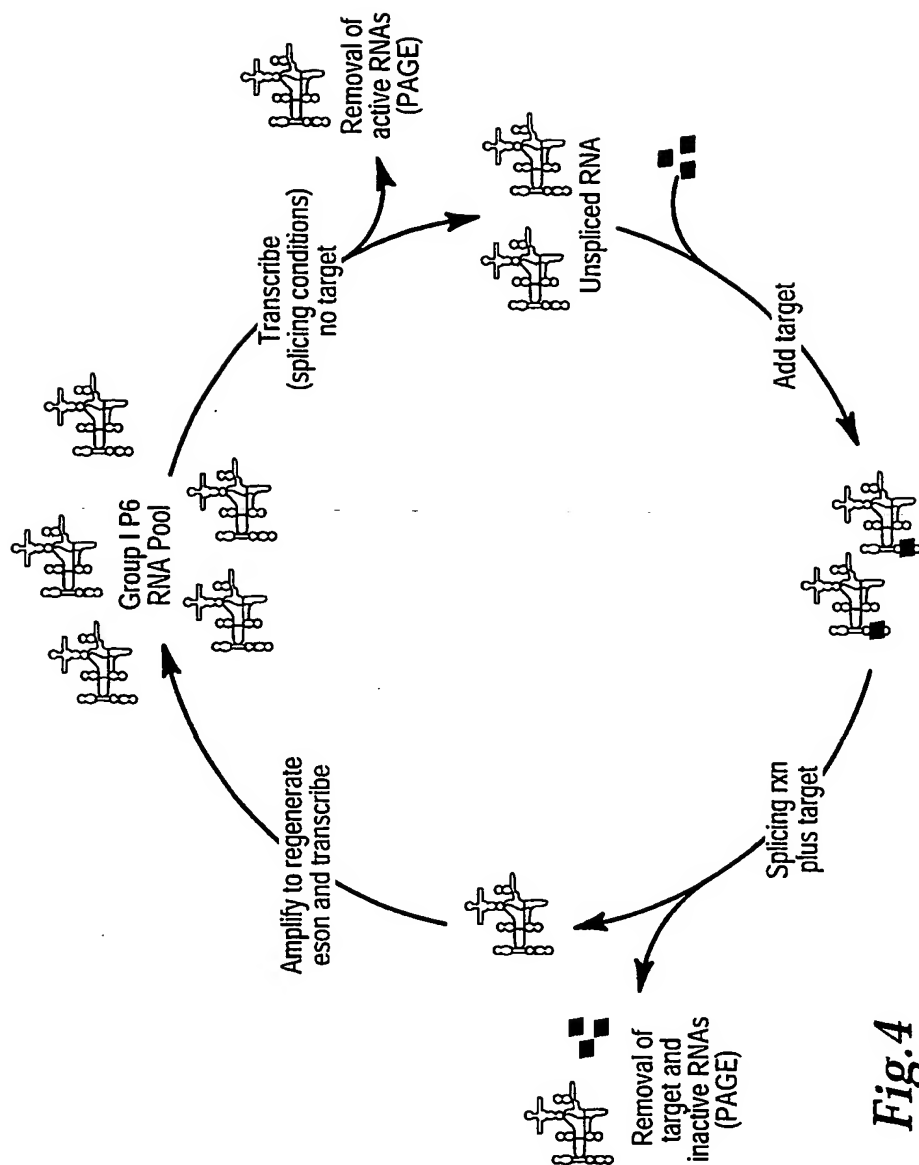 Group I P6
RNA Pool
Transcribe
(splicing conditions)
no target
Removal of
active RNAs
(PAGE)
Unspliced RNA
Add target
Splicing rxn
plus target
Removal of
target and
inactive RNAs
(PAGE)
Amplify to regenerate
eson and transcribe
Fig.4